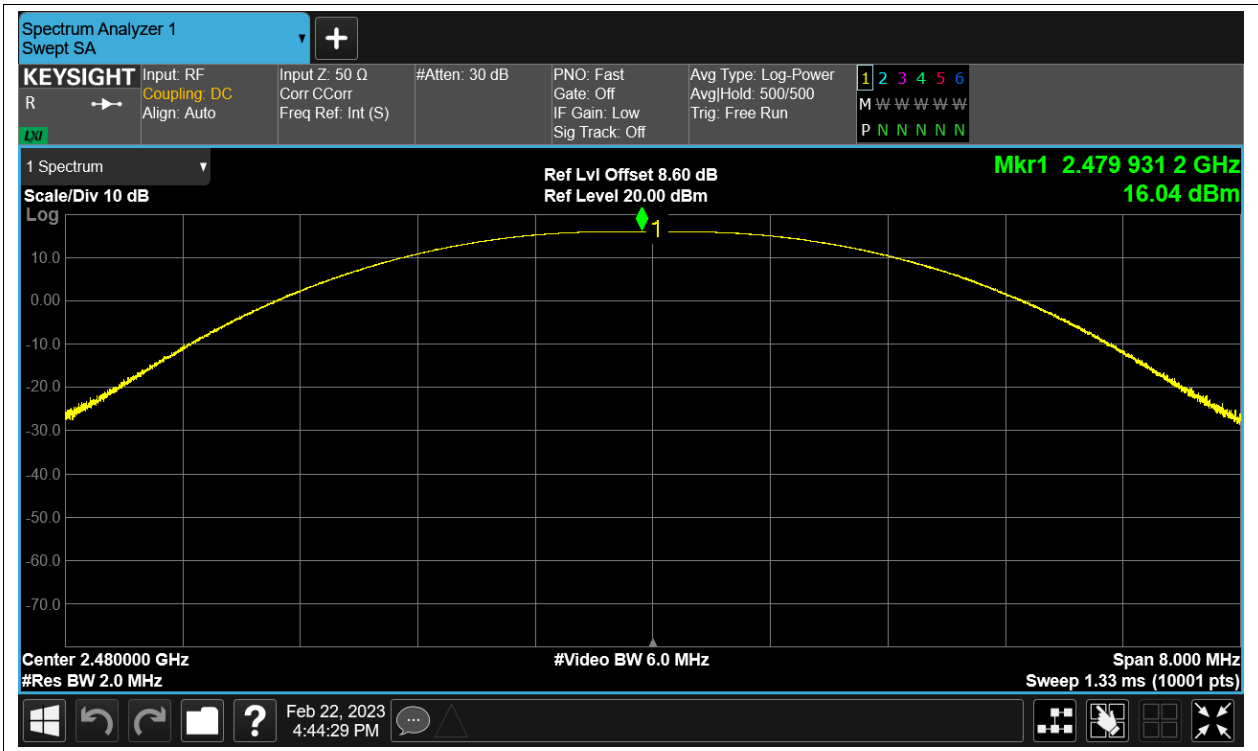 Spectrum Analyzer 1
Swept SA
KEYSIGHT
R
LXI
Input: RF
Coupling: DC
Align: Auto
Input Z: 50 Ω
Corr CCorr
Freq Ref: Int (S)
#Atten: 30 dB
PNO: Fast
Gate: Off
IF Gain: Low
Sig Track: Off
Avg Type: Log-Power
Avg|Hold: 500/500
Trig: Free Run
1 2 3 4 5 6
M W W W W W
P N N N N N
1 Spectrum
Scale/Div 10 dB
Log
Ref Lvl Offset 8.60 dB
Ref Level 20.00 dBm
Mkr1 2.479 931 2 GHz
16.04 dBm
1
10.0
0.00
-10.0
-20.0
-30.0
-40.0
-50.0
-60.0
-70.0
Center 2.480000 GHz
#Res BW 2.0 MHz
#Video BW 6.0 MHz
Span 8.000 MHz
Sweep 1.33 ms (10001 pts)
?
Feb 22, 2023
4:44:29 PM